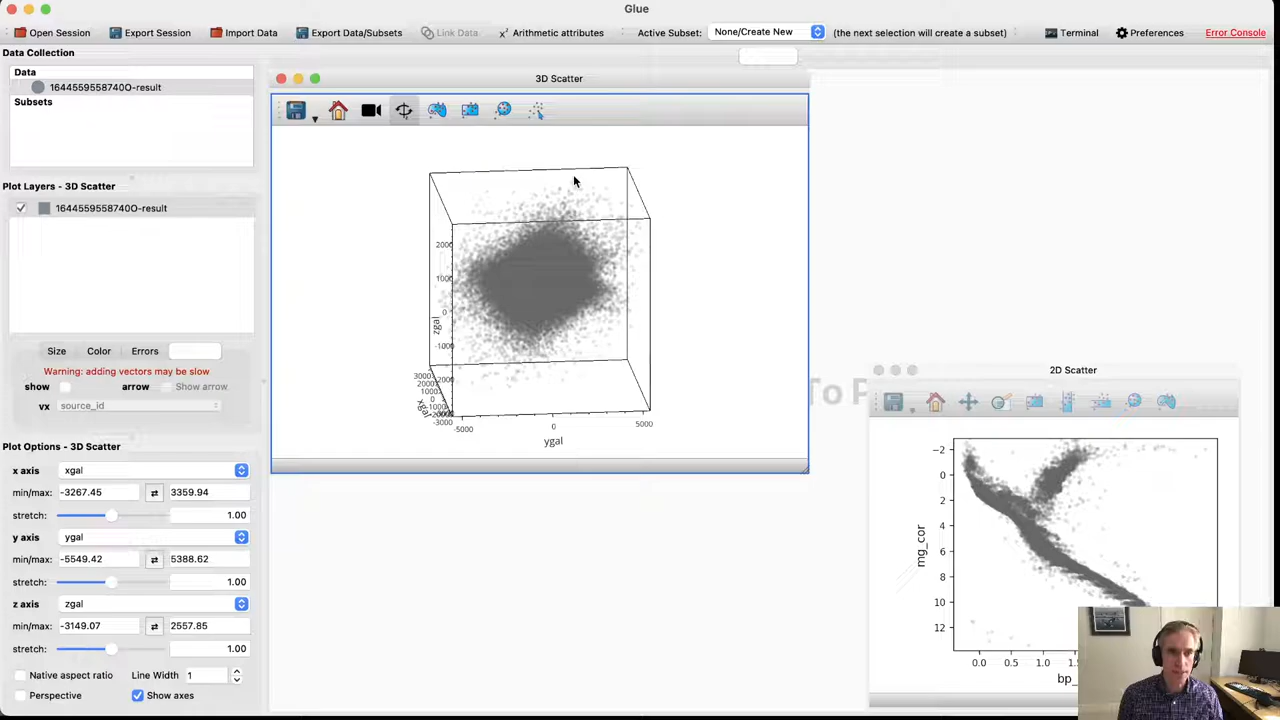 Glue
Open Session Export Session Import Data Export Data/Subsets Link Data Arithmetic attributes Active Subset: None/Create New (the next selection will create a subset) Terminal Preferences Error Console
Data Collection
Data
1644559558740O-result
Subsets
Plot Layers - 3D Scatter
1644559558740O-result
Size Color Errors
Warning: adding vectors may be slow
show arrow Show arrow
vx source_id
Plot Options - 3D Scatter
x axis xgal
min/max: -3267.45 3359.94
stretch: 1.00
y axis ygal
min/max: -5549.42 5388.62
stretch: 1.00
z axis zgal
min/max: -3149.07 2557.85
stretch: 1.00
Native aspect ratio Line Width 1
Perspective Show axes
3D Scatter
2000
1000
0
-1000
zgal
3000
2000
1000
0
-1000
-3000
-5000 0 5000
ygal
To
2D Scatter
−2
0
2
4
6
8
10
12
mg_cor
0.0 0.5 1.0
bp_